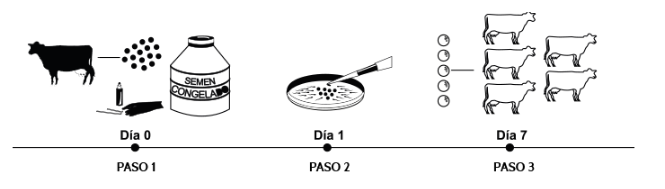 SEMEN
CONGELADO
Día 0
Día 1
Día 7
PASO 1
PASO 2
PASO 3